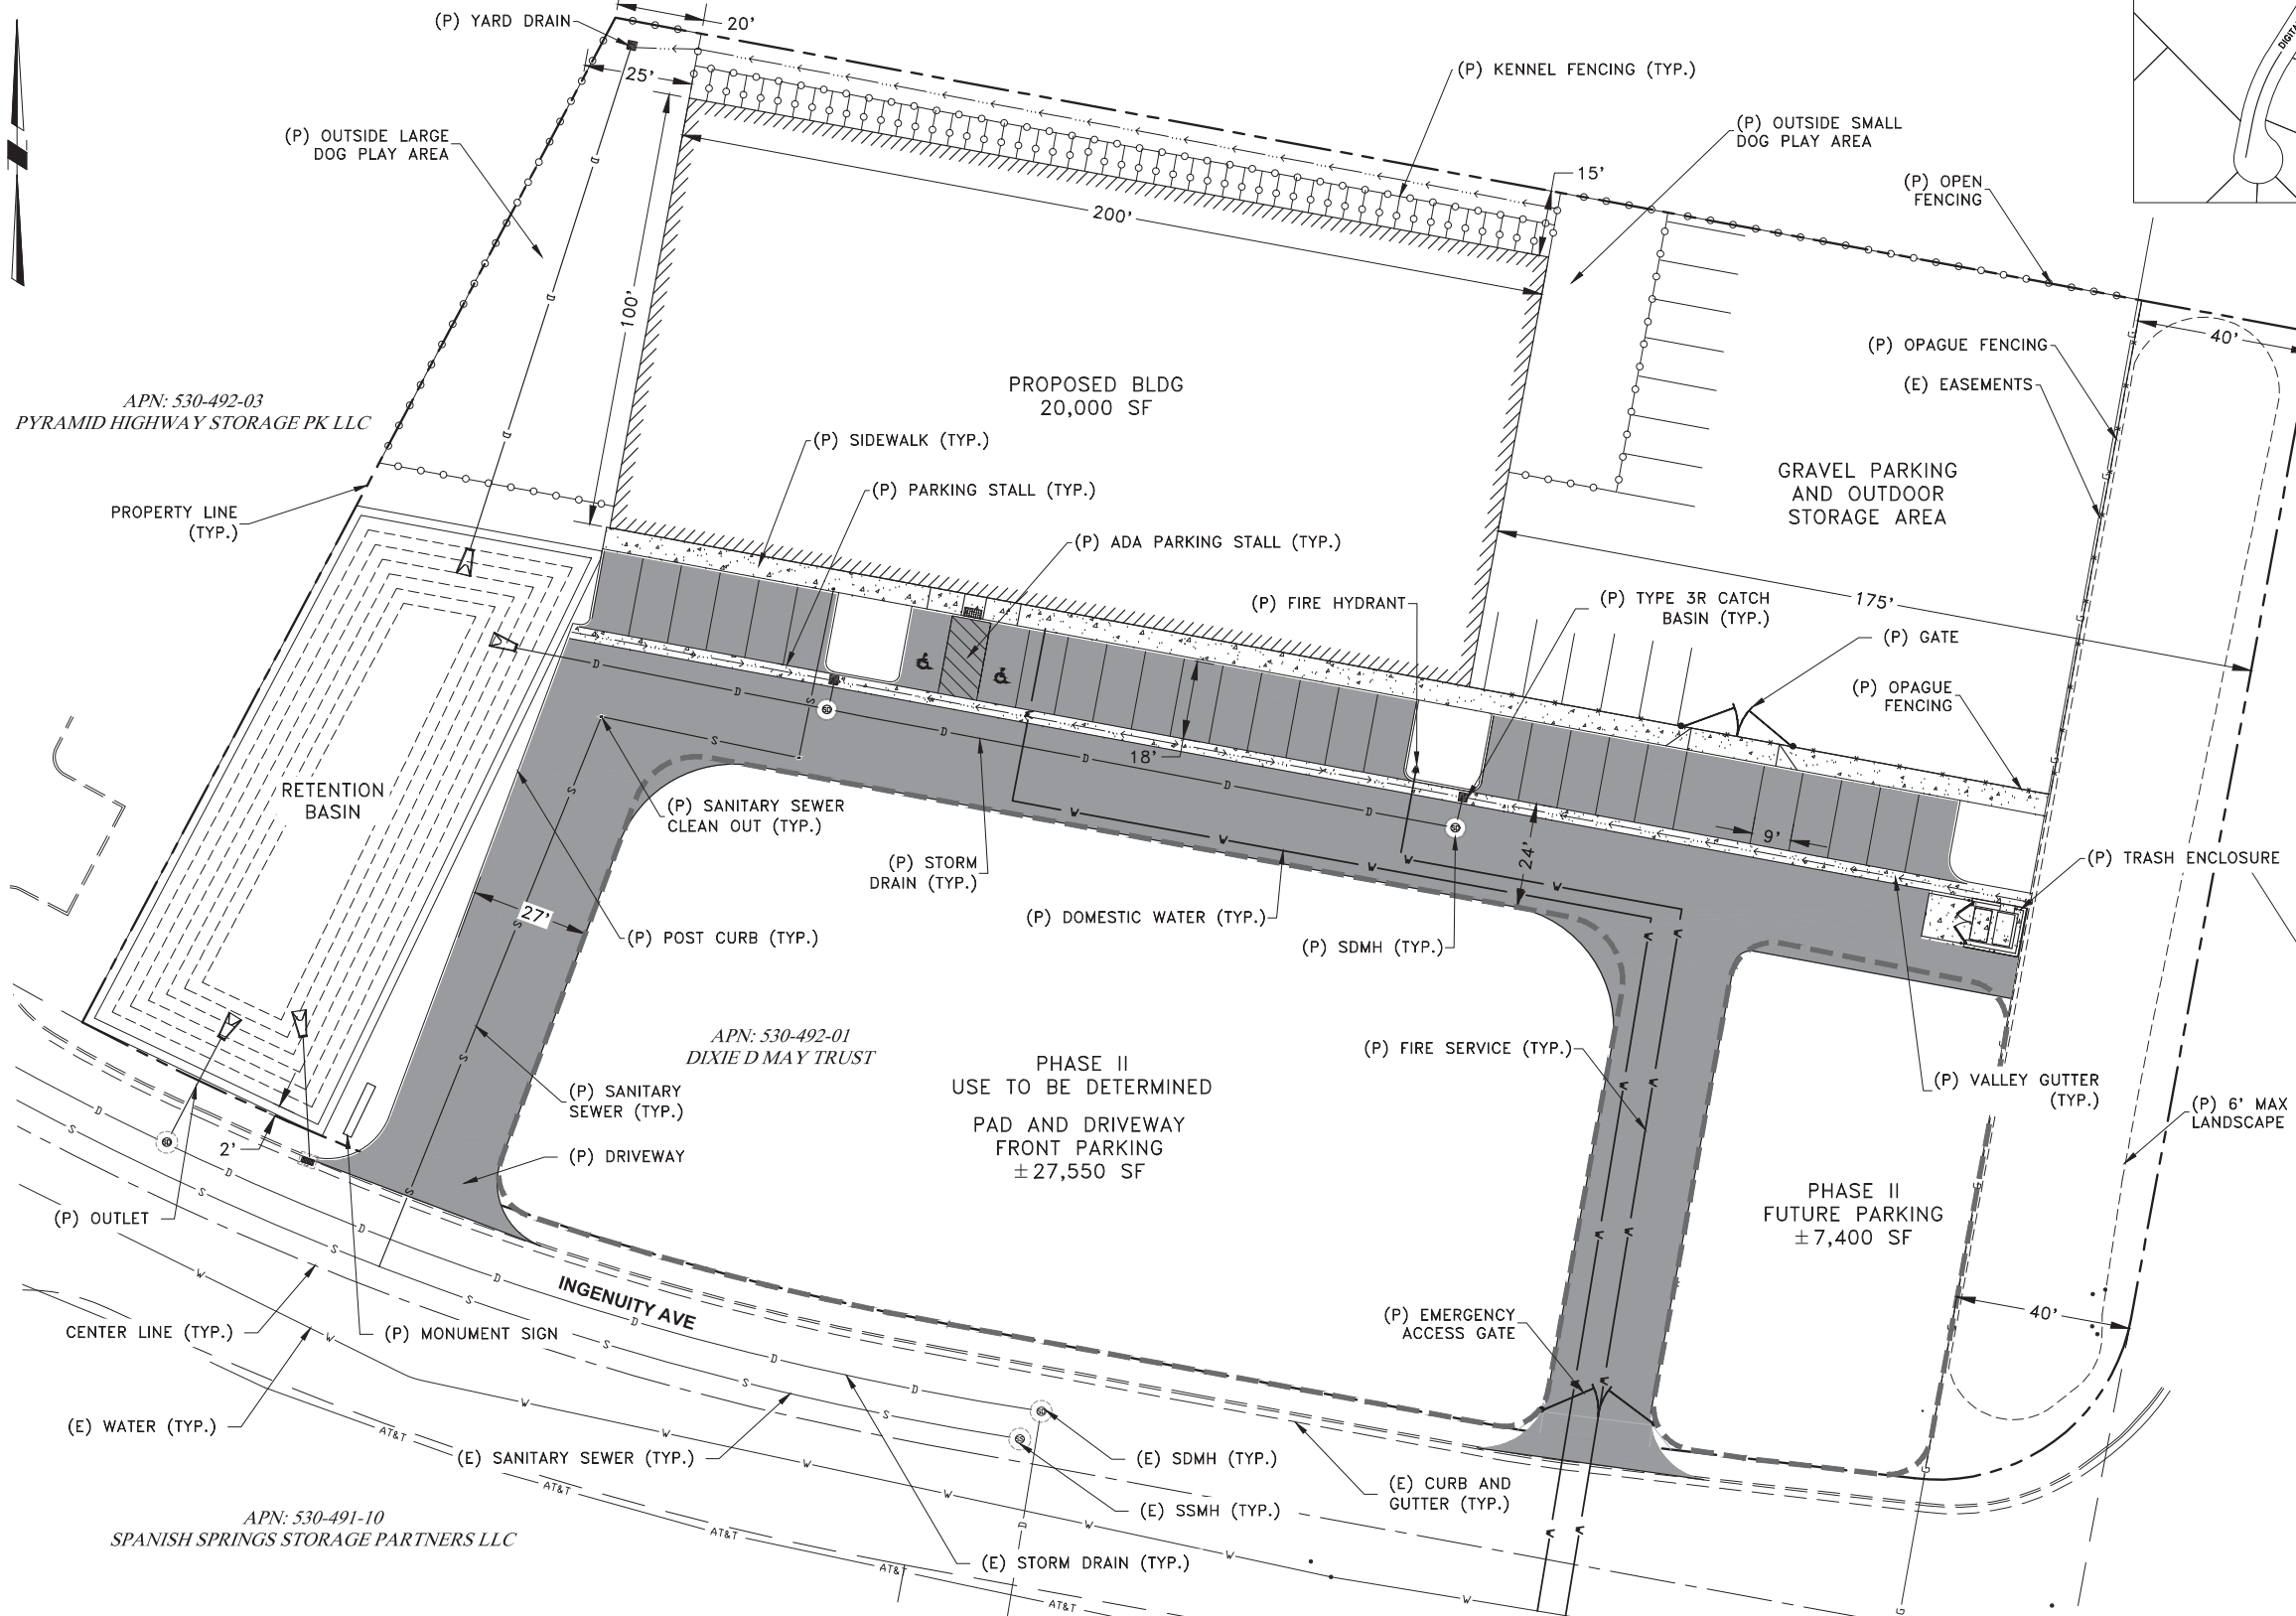 (P) YARD DRAIN
20'
DIGITA
25'
(P) KENNEL FENCING (TYP.)
(P) OUTSIDE LARGE
DOG PLAY AREA
(P) OUTSIDE SMALL
DOG PLAY AREA
15'
(P) OPEN
FENCING
200'
100'
40'
(P) OPAGUE FENCING
(E) EASEMENTS
PROPOSED BLDG
20,000 SF
APN: 530-492-03
PYRAMID HIGHWAY STORAGE PK LLC
(P) SIDEWALK (TYP.)
(P) PARKING STALL (TYP.)
GRAVEL PARKING
AND OUTDOOR
STORAGE AREA
PROPERTY LINE
(TYP.)
(P) ADA PARKING STALL (TYP.)
(P) FIRE HYDRANT
(P) TYPE 3R CATCH
BASIN (TYP.)
175'
(P) GATE
(P) OPAGUE
FENCING
18'
RETENTION
BASIN
(P) SANITARY SEWER
CLEAN OUT (TYP.)
9'
24'
(P) STORM
DRAIN (TYP.)
(P) TRASH ENCLOSURE
27'
(P) DOMESTIC WATER (TYP.)
(P) POST CURB (TYP.)
(P) SDMH (TYP.)
APN: 530-492-01
DIXIE D MAY TRUST
PHASE II
USE TO BE DETERMINED
PAD AND DRIVEWAY
FRONT PARKING
±27,550 SF
(P) FIRE SERVICE (TYP.)
(P) VALLEY GUTTER
(TYP.)
(P) SANITARY
SEWER (TYP.)
(P) 6' MAX
LANDSCAPE
2'
(P) DRIVEWAY
PHASE II
FUTURE PARKING
±7,400 SF
(P) OUTLET
INGENUITY AVE
40'
(P) EMERGENCY
ACCESS GATE
CENTER LINE (TYP.)
(P) MONUMENT SIGN
(E) WATER (TYP.)
AT&T
(E) SANITARY SEWER (TYP.)
(E) SDMH (TYP.)
(E) CURB AND
GUTTER (TYP.)
AT&T
(E) SSMH (TYP.)
APN: 530-491-10
SPANISH SPRINGS STORAGE PARTNERS LLC
AT&T
(E) STORM DRAIN (TYP.)
AT&T
AT&T